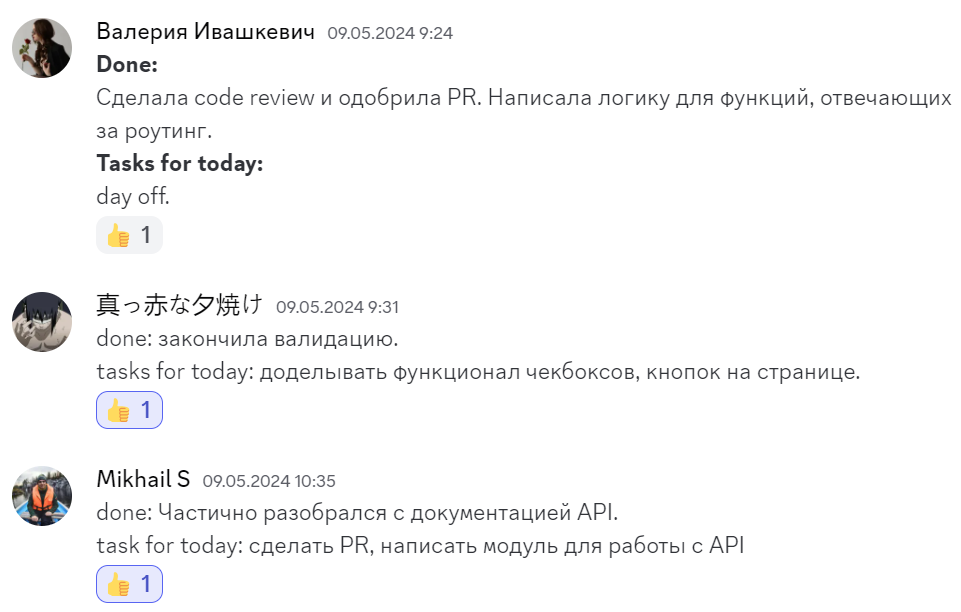 Валерия Ивашкевич 09.05.2024 9:24
Done:
Сделала code review и одобрила PR. Написала логику для функций, отвечающих
за роутинг.
Tasks for today:
day off.
👍 1
真っ赤な夕焼け 09.05.2024 9:31
done: закончила валидацию.
tasks for today: доделывать функционал чекбоксов, кнопок на странице.
👍 1
Mikhail S 09.05.2024 10:35
done: Частично разобрался с документацией API.
task for today: сделать PR, написать модуль для работы с API
👍 1